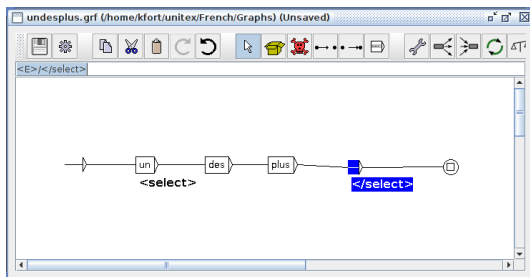 undesplus.grf (/home/kfort/unitex/French/Graphs) (Unsaved)
<E>/</select>
un des plus
<select> </select>